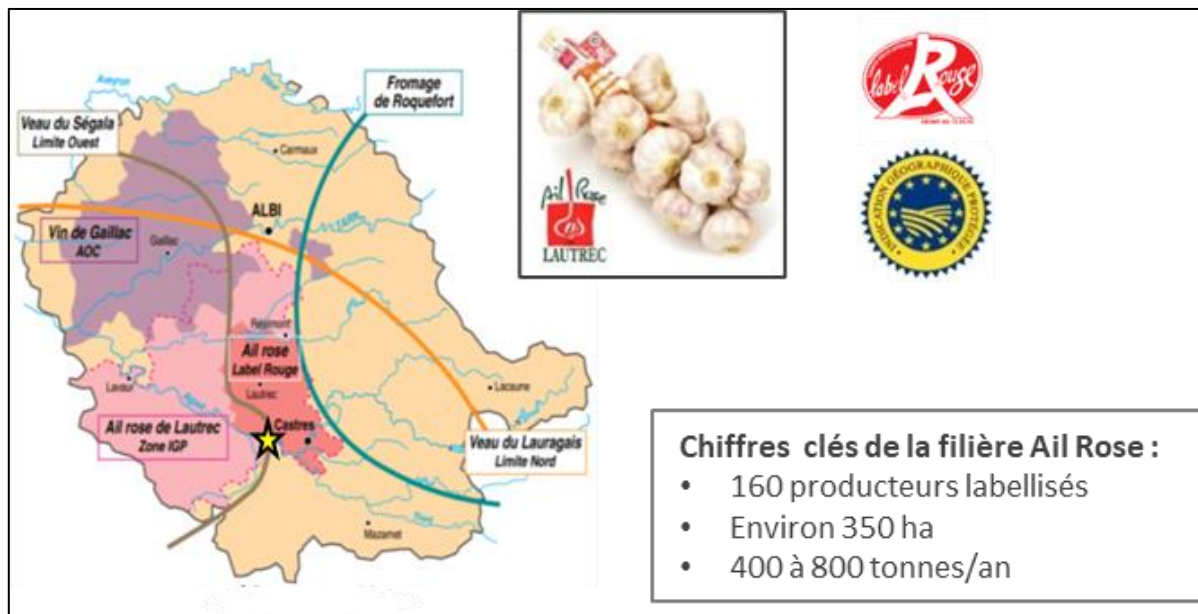 Aveyron
Fromage
de Roquefort
Veau du Ségala
Limite Ouest
Carmaux
ALBI
TARN
Vin de Gaillac
AOC
Gaillac
Réalmont
Ail rose
Label Rouge
Lautrec
Lavaur
Agout
Lacaune
Ail rose de Lautrec
Zone IGP
Castres
Veau du Lauragais
Limite Nord
Mazamet
Ail Rose
LAUTREC
label Rouge
INDICATION GÉOGRAPHIQUE PROTÉGÉE
Chiffres clés de la filière Ail Rose :
• 160 producteurs labellisés
• Environ 350 ha
• 400 à 800 tonnes/an